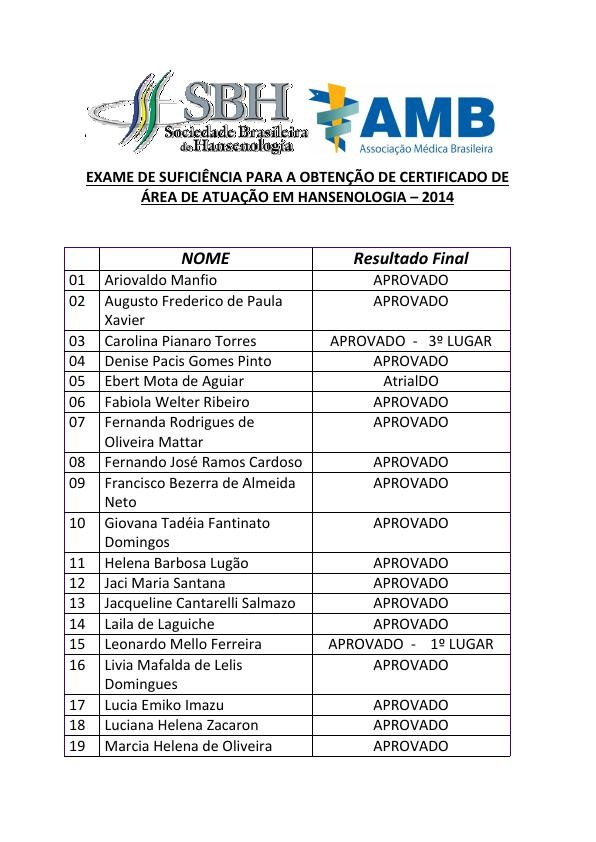 SBH
Sociedade Brasileira
de Hansenologia
AMB
Associação Médica Brasileira
EXAME DE SUFICIÊNCIA PARA A OBTENÇÃO DE CERTIFICADO DE
ÁREA DE ATUAÇÃO EM HANSENOLOGIA – 2014
NOME Resultado Final
01 Ariovaldo Manfio APROVADO
02 Augusto Frederico de Paula APROVADO
Xavier
03 Carolina Pianaro Torres APROVADO - 3º LUGAR
04 Denise Pacis Gomes Pinto APROVADO
05 Ebert Mota de Aguiar AtrialDO
06 Fabiola Welter Ribeiro APROVADO
07 Fernanda Rodrigues de APROVADO
Oliveira Mattar
08 Fernando José Ramos Cardoso APROVADO
09 Francisco Bezerra de Almeida APROVADO
Neto
10 Giovana Tadéia Fantinato APROVADO
Domingos
11 Helena Barbosa Lugão APROVADO
12 Jaci Maria Santana APROVADO
13 Jacqueline Cantarelli Salmazo APROVADO
14 Laila de Laguiche APROVADO
15 Leonardo Mello Ferreira APROVADO - 1º LUGAR
16 Livia Mafalda de Lelis APROVADO
Domingues
17 Lucia Emiko Imazu APROVADO
18 Luciana Helena Zacaron APROVADO
19 Marcia Helena de Oliveira APROVADO